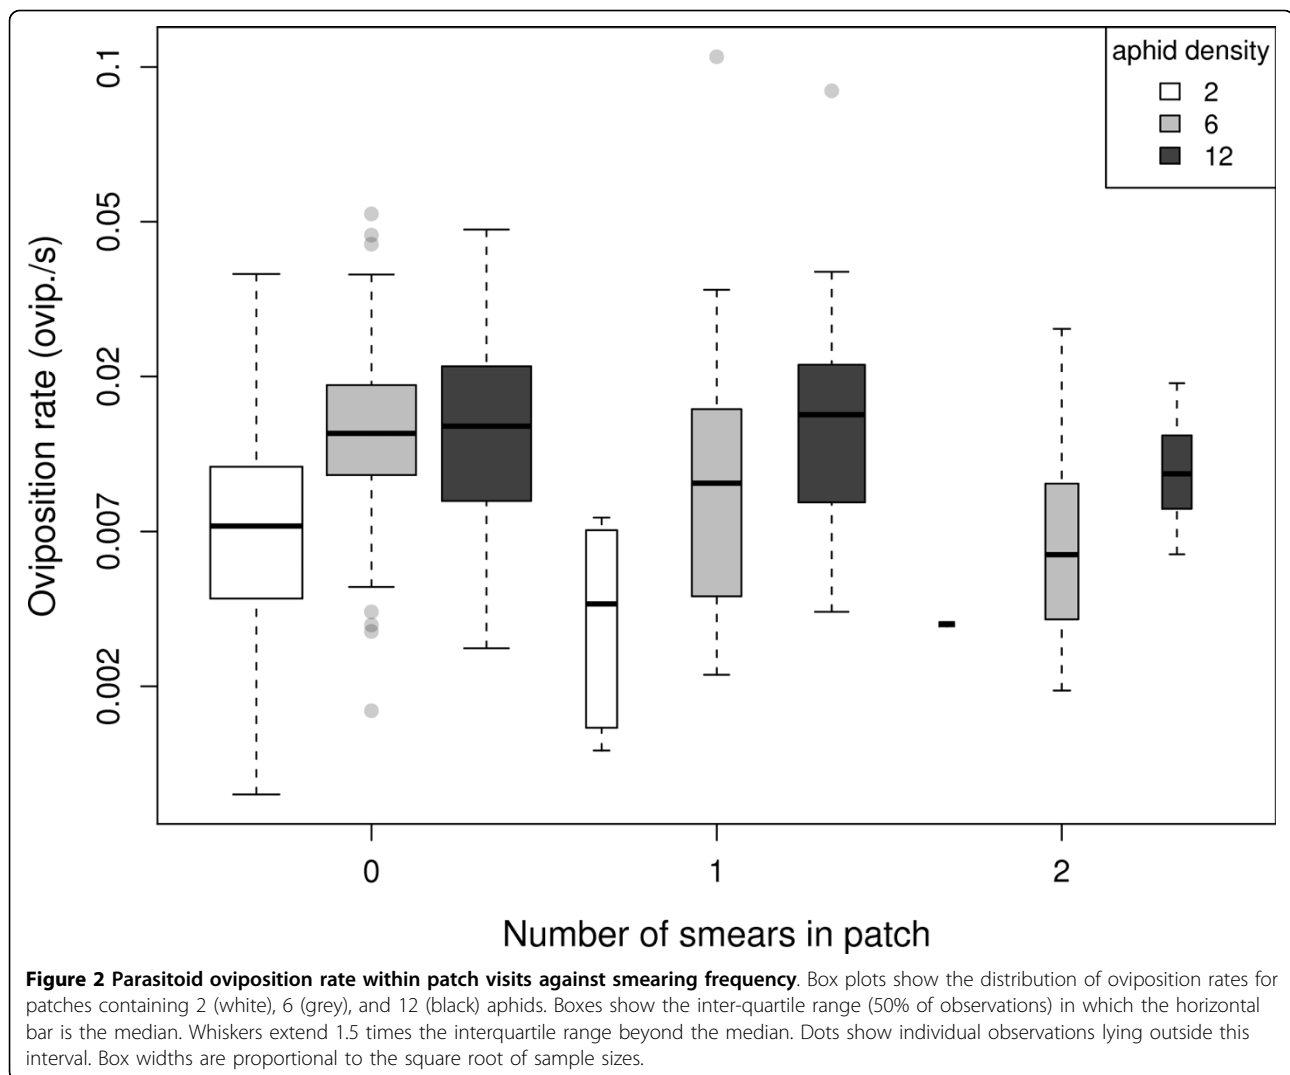 aphid density
2
6
12
0.1
0.05
0.02
0.007
0.002
Oviposition rate (ovip./s)
0
1
2
Number of smears in patch
Figure 2 Parasitoid oviposition rate within patch visits against smearing frequency. Box plots show the distribution of oviposition rates for
patches containing 2 (white), 6 (grey), and 12 (black) aphids. Boxes show the inter-quartile range (50% of observations) in which the horizontal
bar is the median. Whiskers extend 1.5 times the interquartile range beyond the median. Dots show individual observations lying outside this
interval. Box widths are proportional to the square root of sample sizes.